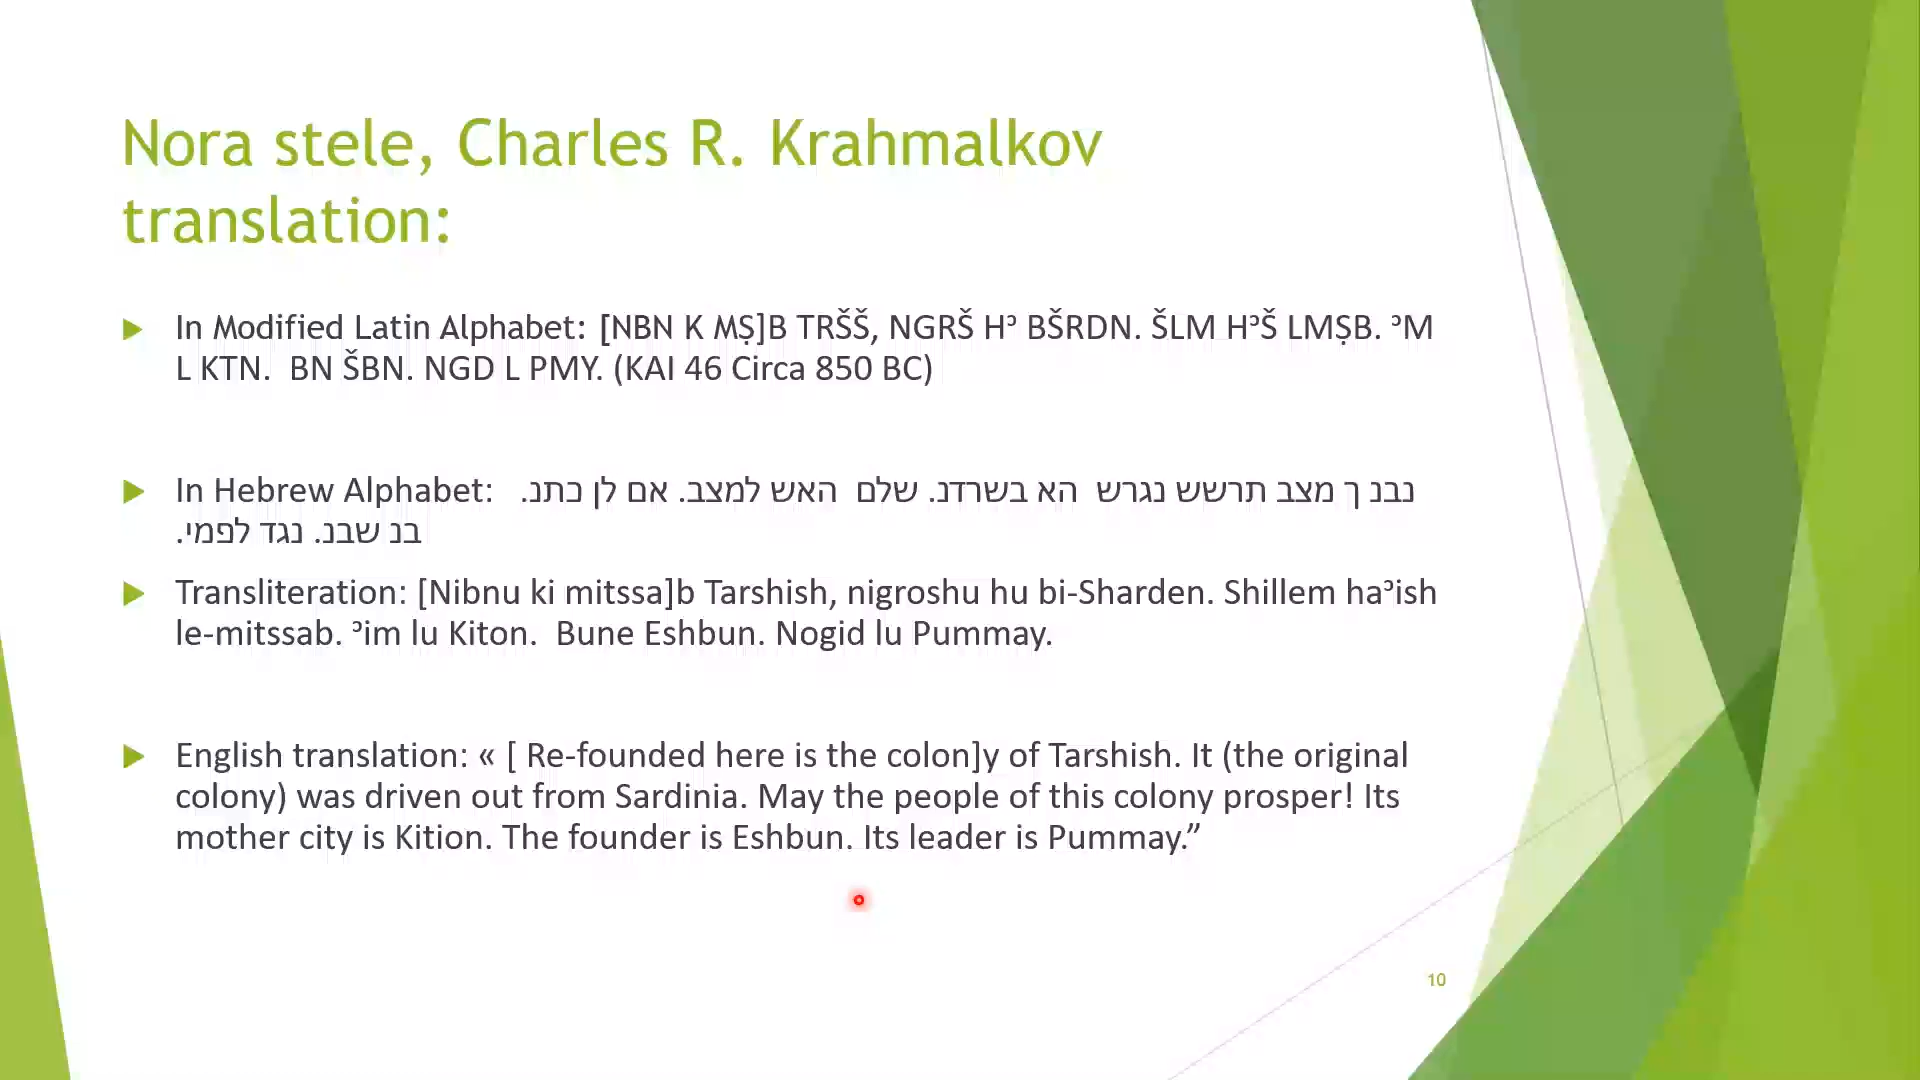 Nora stele, Charles R. Krahmalkov
translation:
In Modified Latin Alphabet: [NBN K MṢ]B TRŠŠ, NGRŠ Hᵓ BŠRDN. ŠLM HᵓŠ LMṢB. ᵓM
L KTN.  BN ŠBN. NGD L PMY. (KAI 46 Circa 850 BC)
In Hebrew Alphabet: נבנ ך מצב תרשש נגרש  הא בשרדנ. שלם  האש למצב. אם לן כתנ.
בנ שבנ. נגד לפמי.
Transliteration: [Nibnu ki mitssa]b Tarshish, nigroshu hu bi-Sharden. Shillem haᵓish
le-mitssab. ᵓim lu Kiton.  Bune Eshbun. Nogid lu Pummay.
English translation: « [ Re-founded here is the colon]y of Tarshish. It (the original
colony) was driven out from Sardinia. May the people of this colony prosper! Its
mother city is Kition. The founder is Eshbun. Its leader is Pummay.”
10